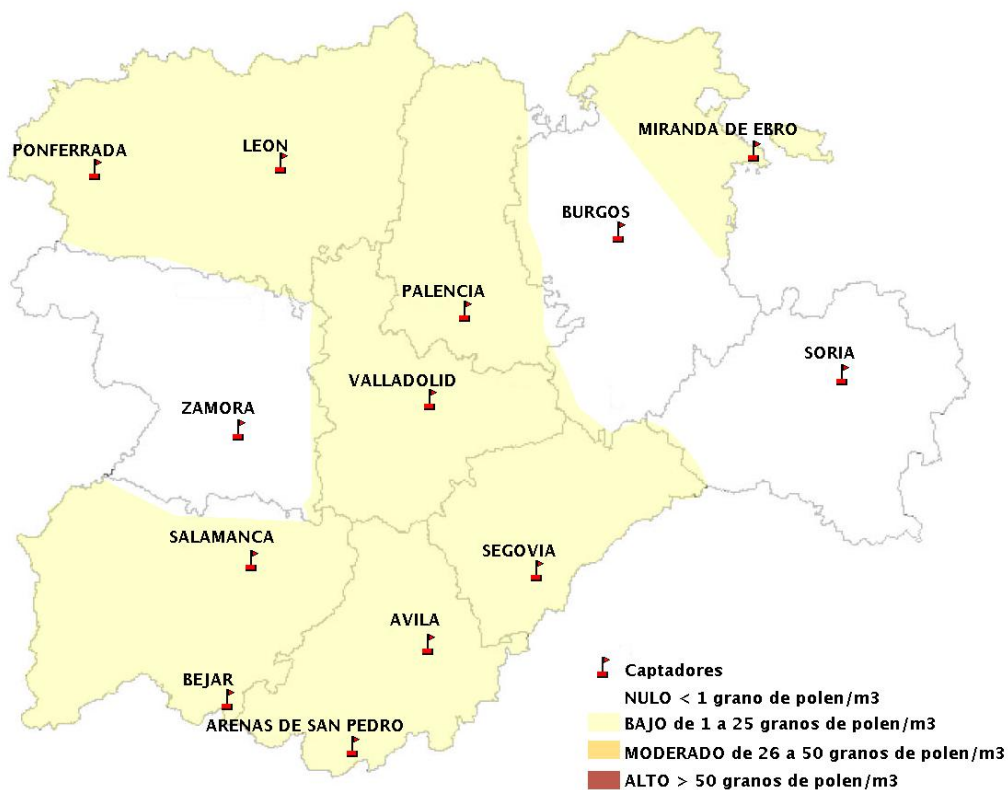 MIRANDA DE EBRO
PONFERRADA
LEON
BURGOS
PALENCIA
SORIA
VALLADOLID
ZAMORA
SALAMANCA
SEGOVIA
AVILA
BEJAR
ARENAS DE SAN PEDRO
Captadores
NULO < 1 grano de polen/m3
BAJO de 1 a 25 granos de polen/m3
MODERADO de 26 a 50 granos de polen/m3
ALTO > 50 granos de polen/m3